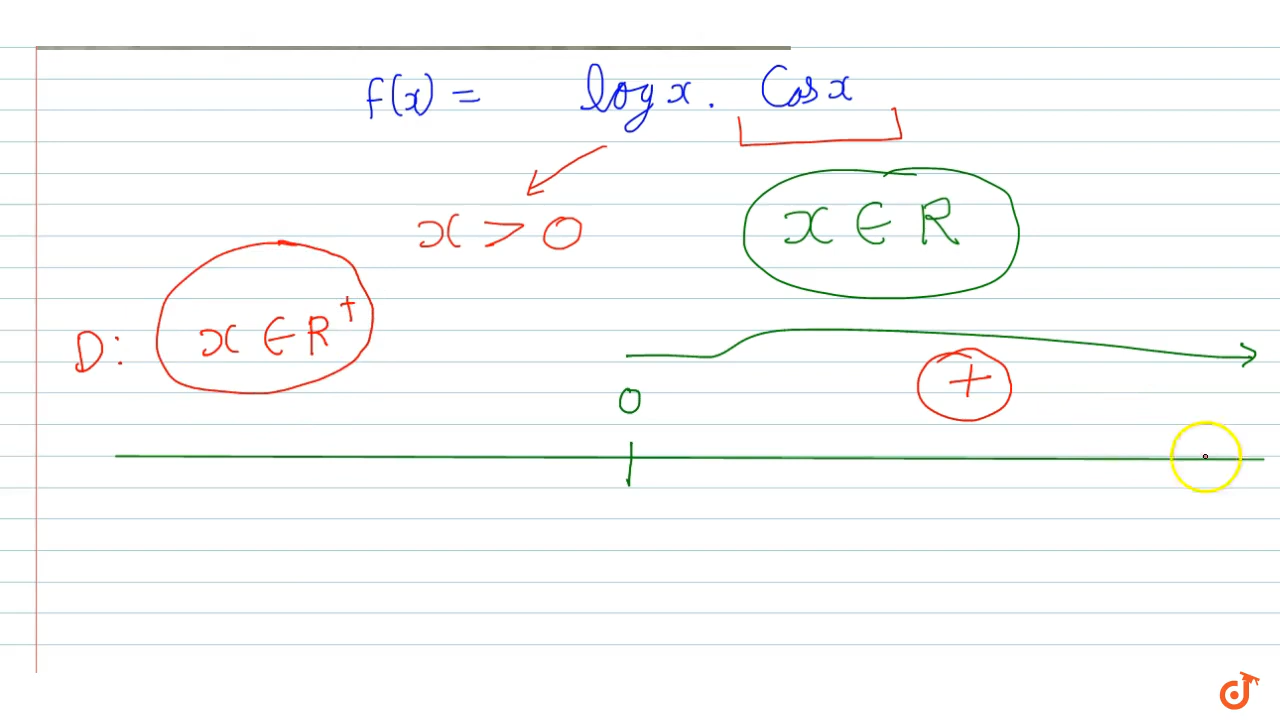 f(x) = log x . Cos x
x > 0
x ∈ R
D: x ∈ R⁺
+
0